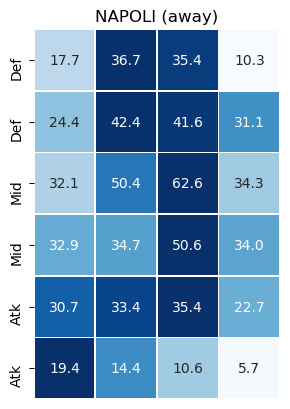 NAPOLI (away)
Def 17.7 36.7 35.4 10.3
Def 24.4 42.4 41.6 31.1
Mid 32.1 50.4 62.6 34.3
Mid 32.9 34.7 50.6 34.0
Atk 30.7 33.4 35.4 22.7
Atk 19.4 14.4 10.6 5.7